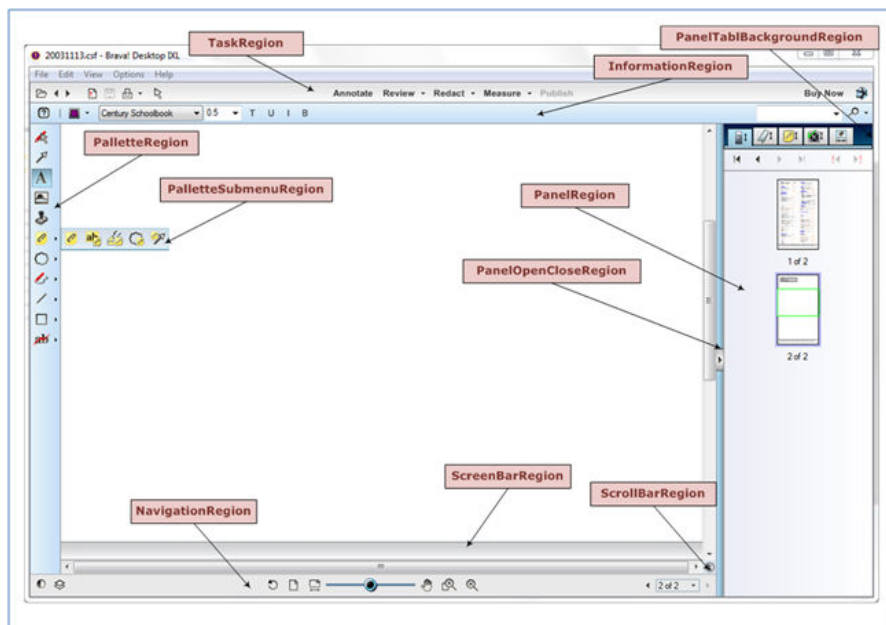 TaskRegion
PanelTablBackgroundRegion
20031113.csf - Brava! Desktop IXL
InformationRegion
File Edit View Options Help
Annotate Review Redact Measure Publish
Buy Now
Century Schoolbook 0.5 T U I B
PalletteRegion
A
PalletteSubmenuRegion
PanelRegion
ab
1 of 2
PanelOpenCloseRegion
ab
2 of 2
ScreenBarRegion
ScrollBarRegion
NavigationRegion
2 of 2